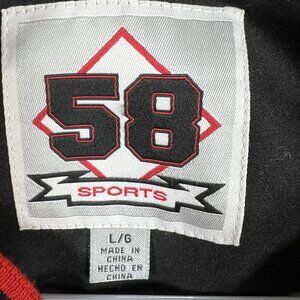 58
SPORTS
L/G
MADE IN
CHINA
HECHO EN
CHINA